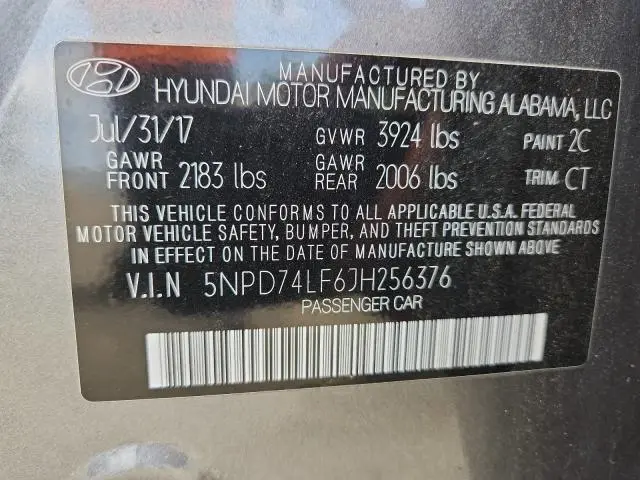 MANUFACTURED BY
HYUNDAI MOTOR MANUFACTURING ALABAMA, LLC
Jul/31/17 GVWR 3924 lbs PAINT 2C
GAWR FRONT 2183 lbs GAWR REAR 2006 lbs TRIM CT
THIS VEHICLE CONFORMS TO ALL APPLICABLE U.S.A. FEDERAL
MOTOR VEHICLE SAFETY, BUMPER, AND THEFT PREVENTION STANDARDS
IN EFFECT ON THE DATE OF MANUFACTURE SHOWN ABOVE
V.I.N 5NPD74LF6JH256376
PASSENGER CAR